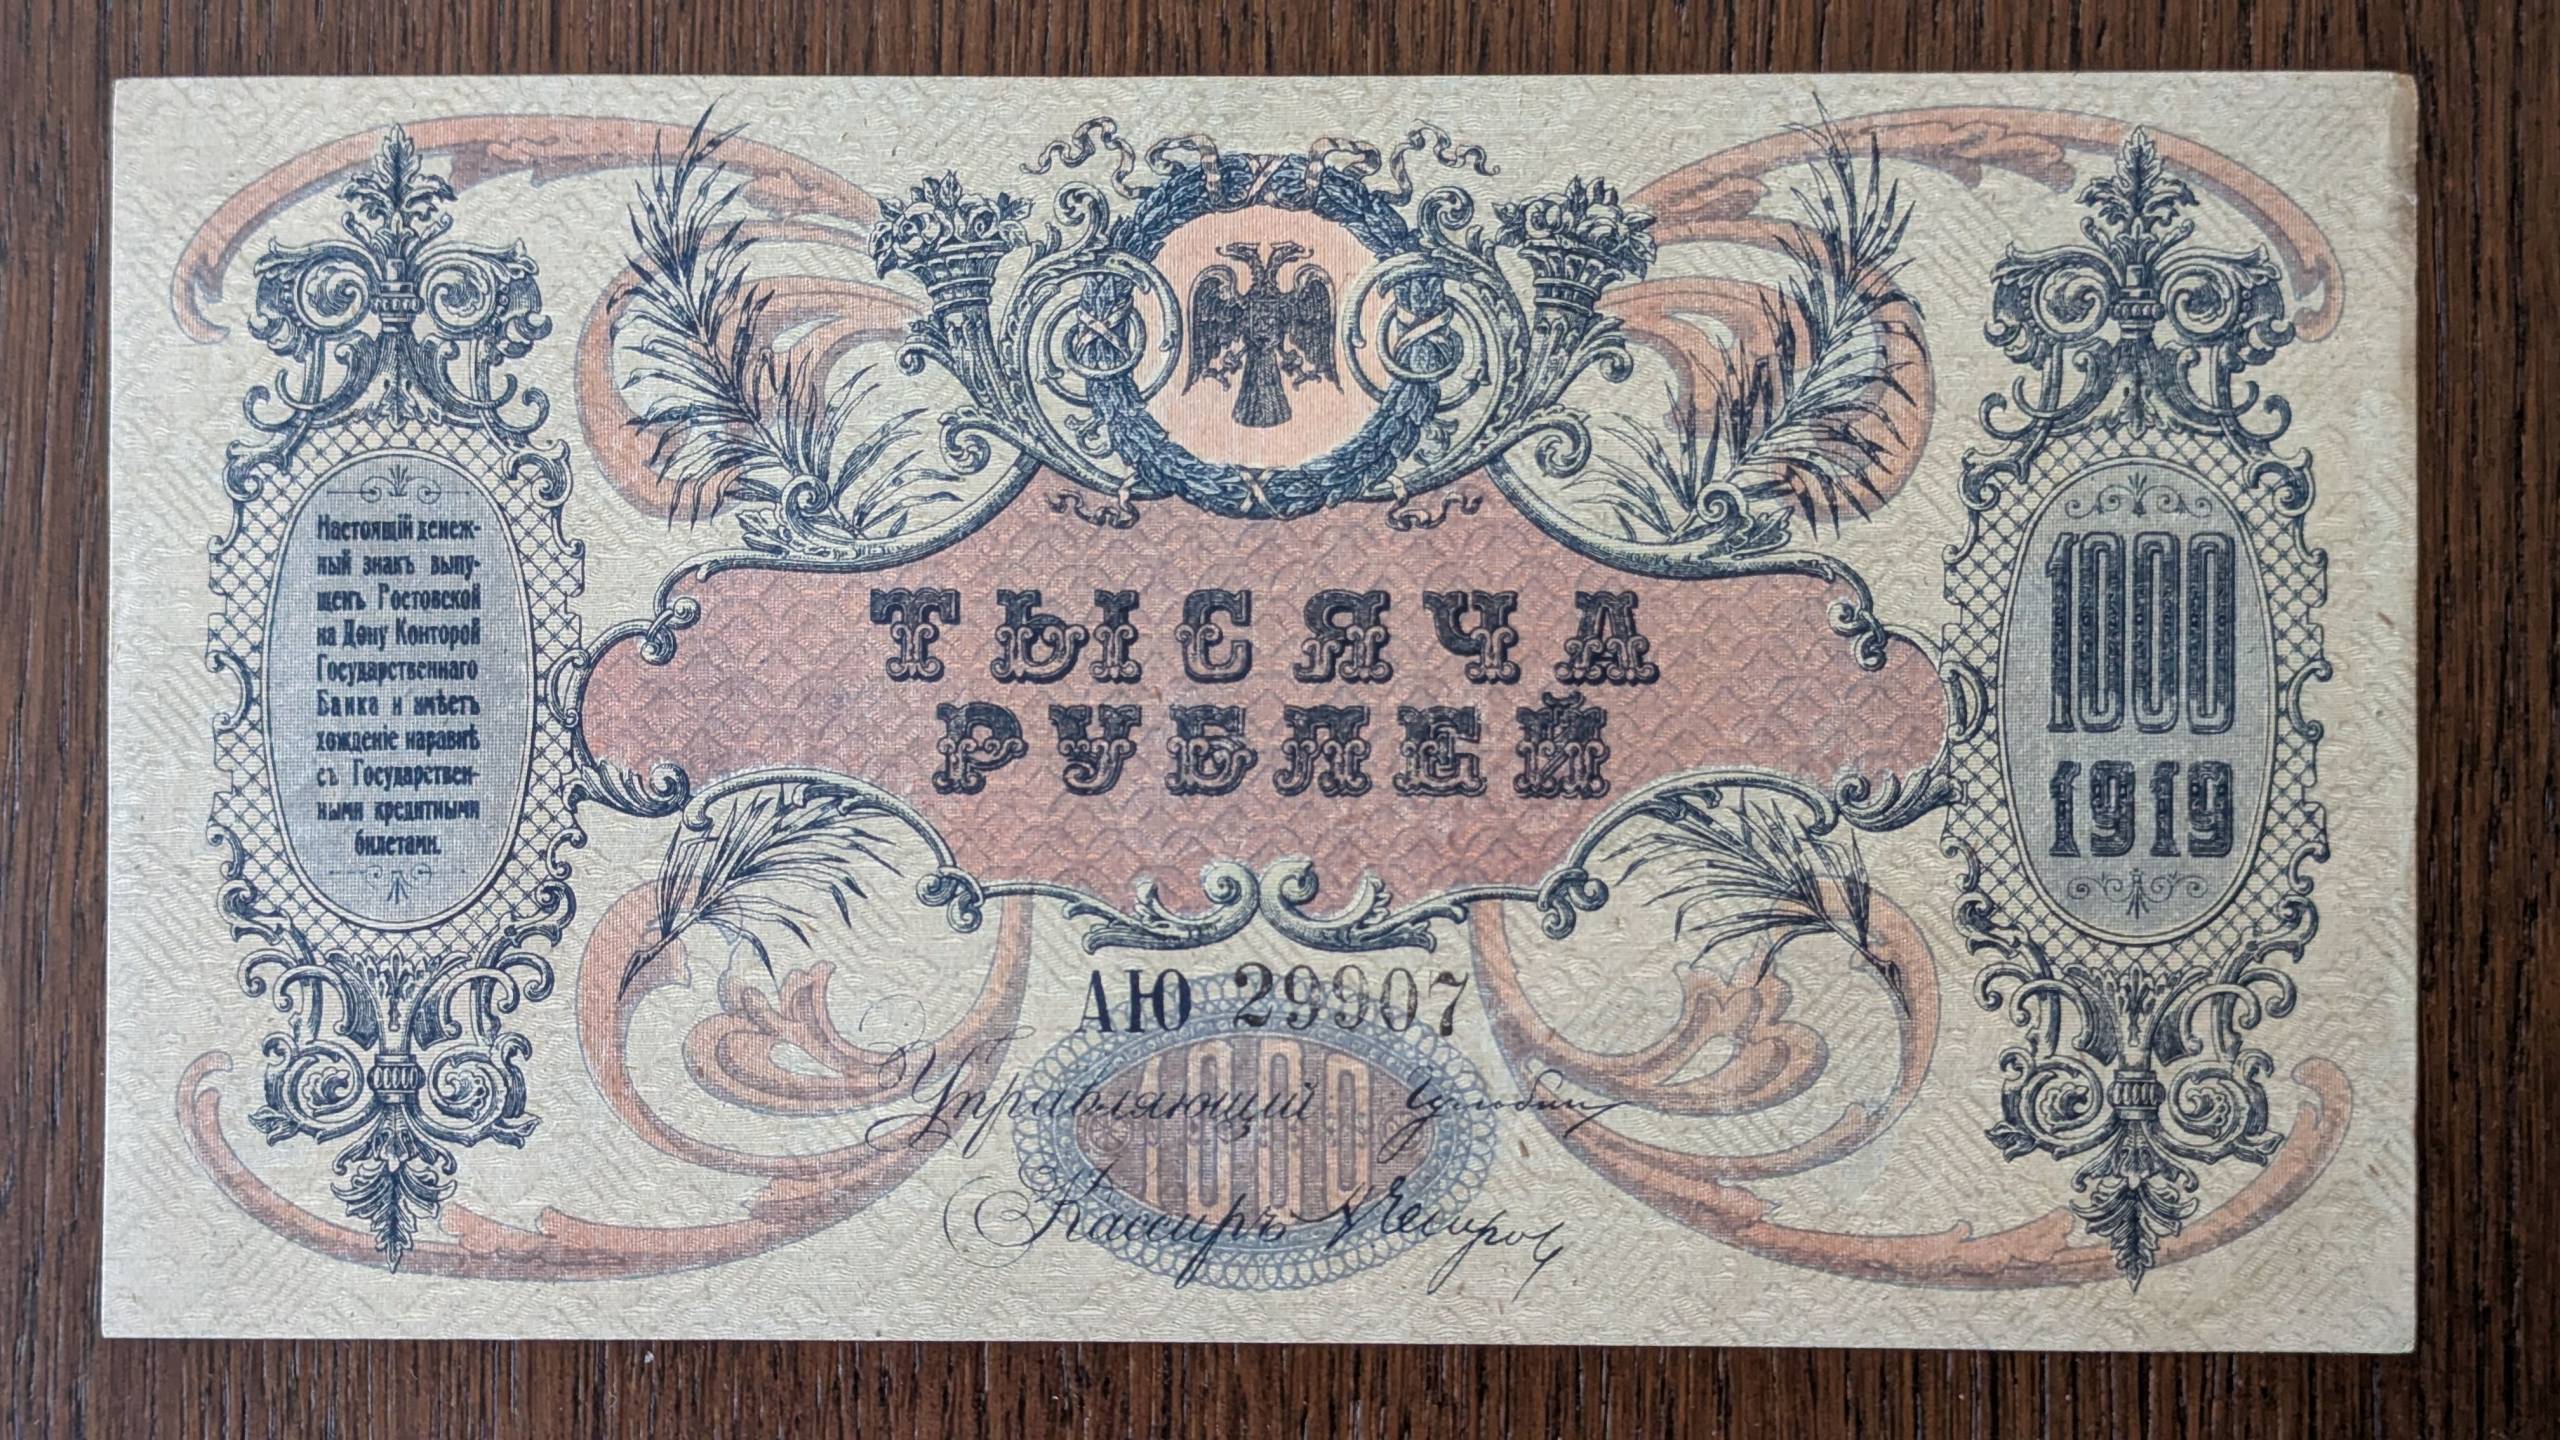 Настоящій денеж-
ный знакъ выпу-
щенъ Ростовской
на Дону Конторой
Государственнаго
Банка и имѣетъ
хожденіе наравнѣ
съ Государствен-
ными кредитными
билетами.
ТЫСЯЧА
РУБЛЕЙ
1000
1919
АЮ 29907
1000
Управляющій
Кассиръ